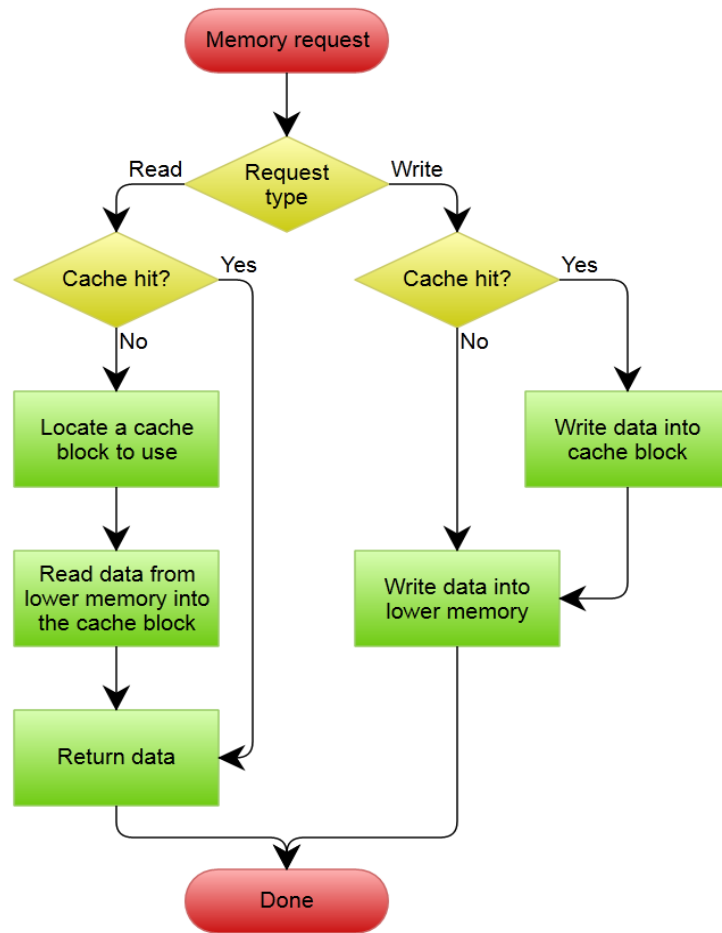 Memory request
Request
type
Read
Write
Cache hit?
Yes
No
Cache hit?
Yes
No
Locate a cache
block to use
Write data into
cache block
Read data from
lower memory into
the cache block
Write data into
lower memory
Return data
Done